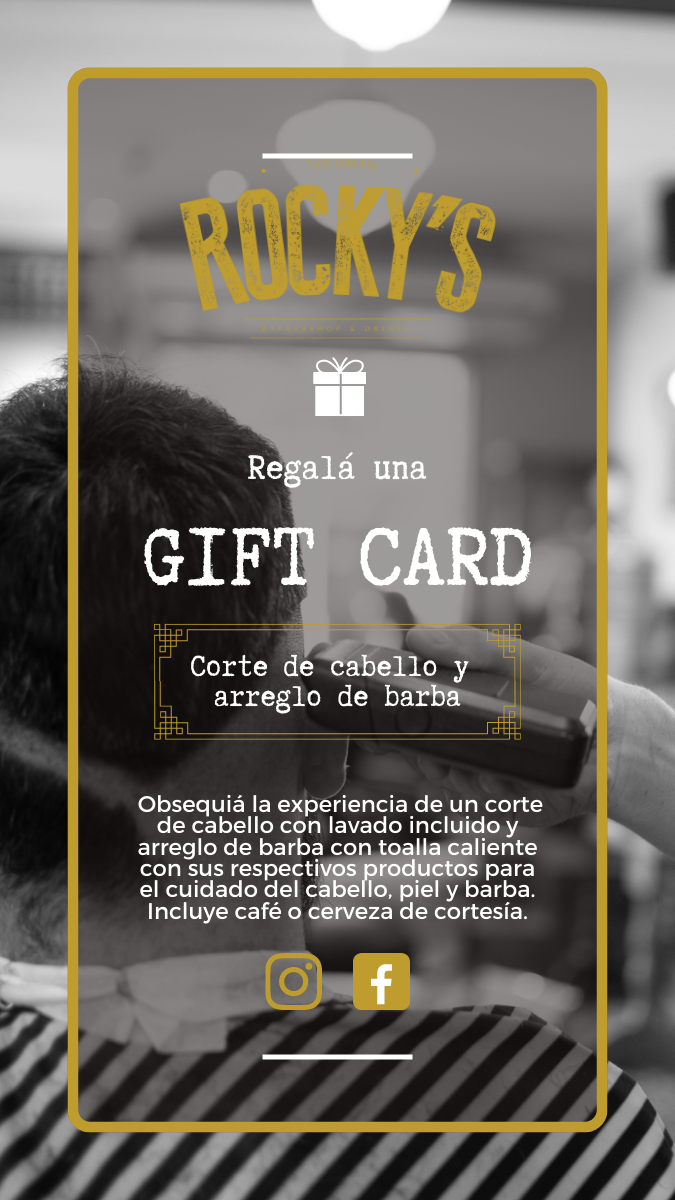 ROCKY'S
BARBERSHOP & DRINKS
Regalá una
GIFT CARD
Corte de cabello y
arreglo de barba
Obsequiá la experiencia de un corte
de cabello con lavado incluido y
arreglo de barba con toalla caliente
con sus respectivos productos para
el cuidado del cabello, piel y barba.
Incluye café o cerveza de cortesía.